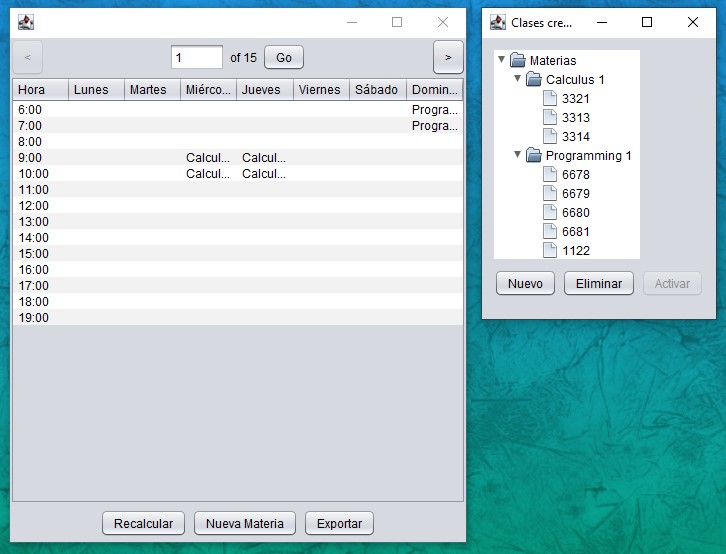 < 1 of 15 Go >
Hora Lunes Martes Miérco... Jueves Viernes Sábado Domin...
6:00 Progra...
7:00 Progra...
8:00
9:00 Calcul... Calcul...
10:00 Calcul... Calcul...
11:00
12:00
13:00
14:00
15:00
16:00
17:00
18:00
19:00
Recalcular Nueva Materia Exportar
Clases cre...
Materias
Calculus 1
3321
3313
3314
Programming 1
6678
6679
6680
6681
1122
Nuevo Eliminar Activar